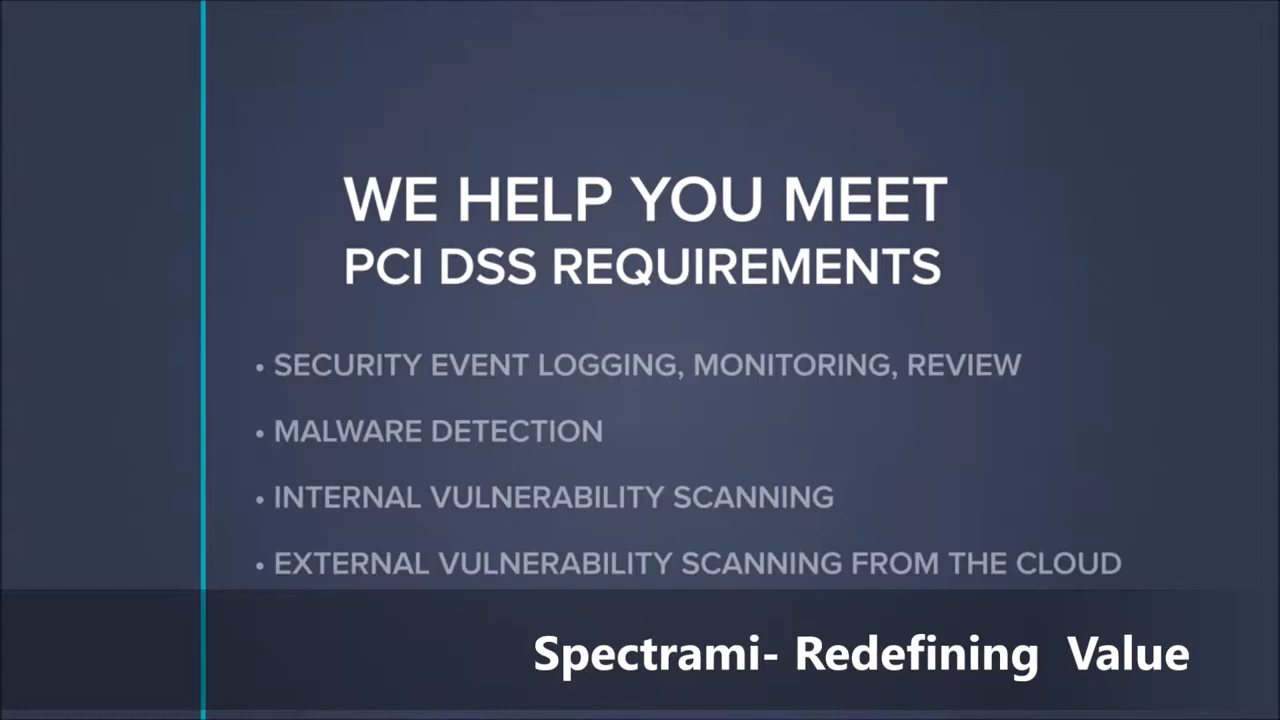 WE HELP YOU MEET
PCI DSS REQUIREMENTS
• SECURITY EVENT LOGGING, MONITORING, REVIEW
• MALWARE DETECTION
• INTERNAL VULNERABILITY SCANNING
• EXTERNAL VULNERABILITY SCANNING FROM THE CLOUD
Spectrami- Redefining  Value